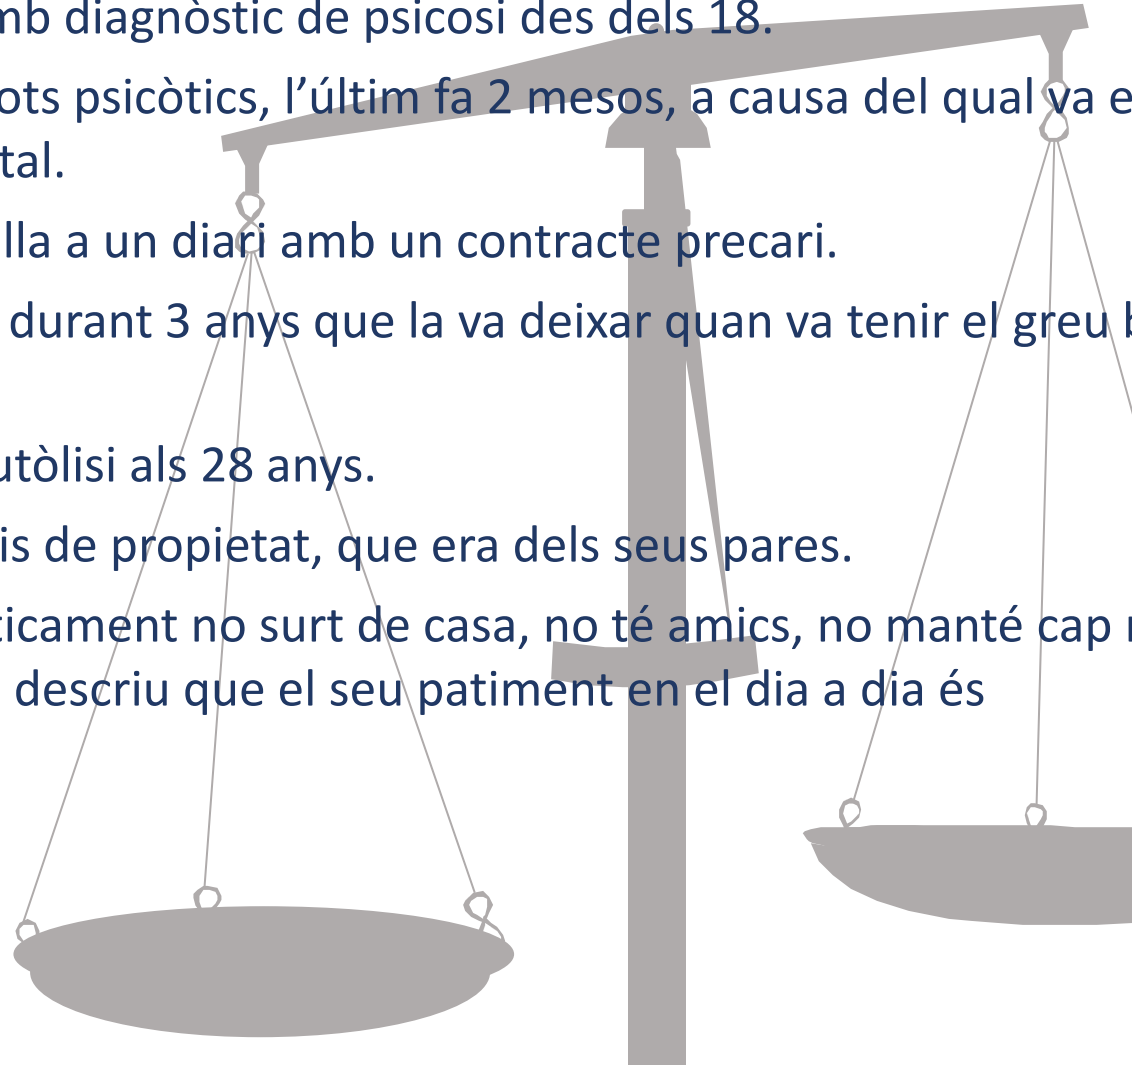 mb diagnòstic de psicosi des dels 18.
ots psicòtics, l’últim fa 2 mesos, a causa del qual va e
tal.
lla a un diari amb un contracte precari.
durant 3 anys que la va deixar quan va tenir el greu b
utòlisi als 28 anys.
is de propietat, que era dels seus pares.
ticament no surt de casa, no té amics, no manté cap r
descriu que el seu patiment en el dia a dia és